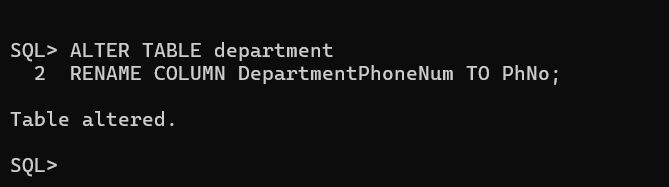 SQL> ALTER TABLE department
2 RENAME COLUMN DepartmentPhoneNum TO PhNo;
Table altered.
SQL>